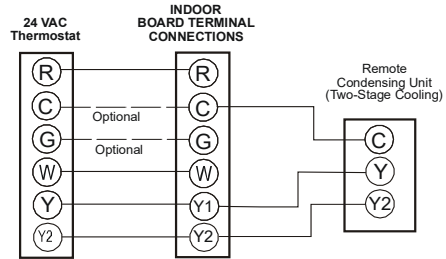 24 VAC
Thermostat
INDOOR
BOARD TERMINAL
CONNECTIONS
Remote
Condensing Unit
(Two-Stage Cooling)
R
R
C
Optional
C
C
G
Optional
G
W
W
Y
Y
Y1
Y2
Y2
Y2